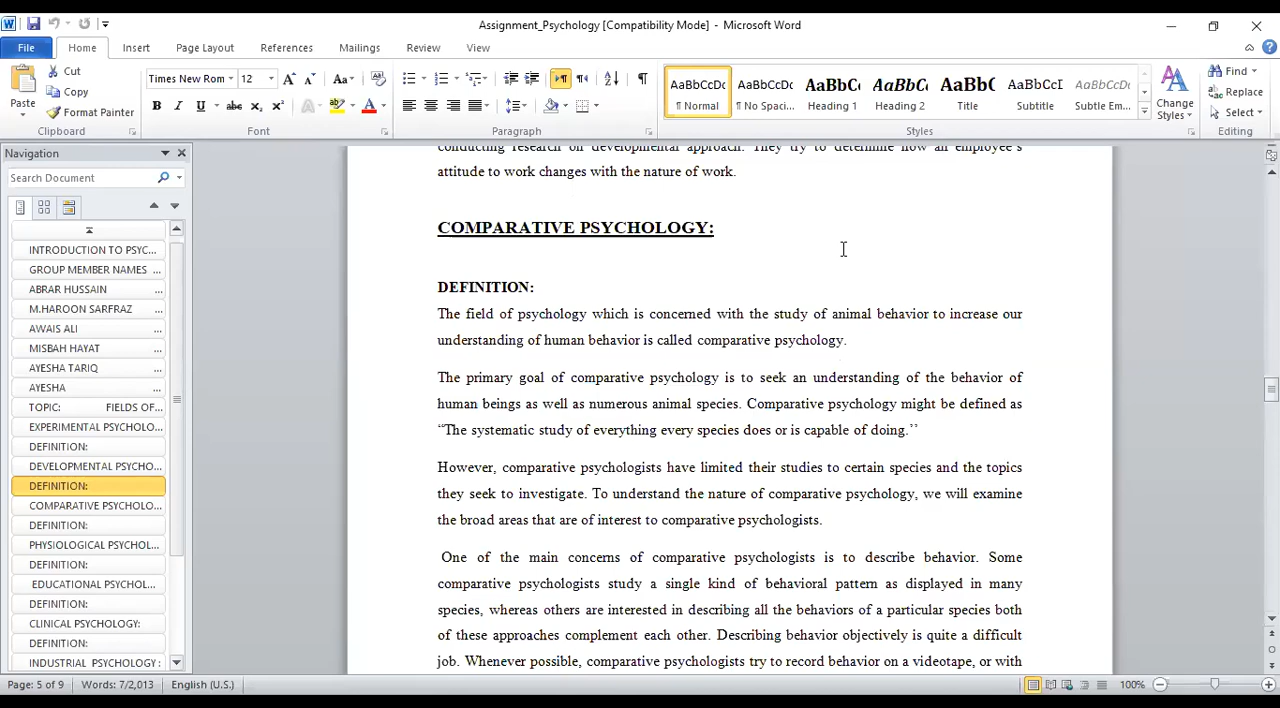 Assignment_Psychology [Compatibility Mode] - Microsoft Word
File Home Insert Page Layout References Mailings Review View
Paste
Cut
Copy
Format Painter
Clipboard
Times New Rom 12
Font
Paragraph
AaBbCcDc AaBbCcDc AaBbC AaBbCc AaBb( AaBbCcI AaBbCcDc
¶ Normal ¶ No Spaci... Heading 1 Heading 2 Title Subtitle Subtle Em...
Styles
Change Styles
Find
Replace
Select
Editing
Navigation
Search Document
INTRODUCTION TO PSYC...
GROUP MEMBER NAMES ...
ABRAR HUSSAIN ...
M.HAROON SARFRAZ ...
AWAIS ALI ...
MISBAH HAYAT ...
AYESHA TARIQ ...
AYESHA ...
TOPIC: FIELDS OF...
EXPERIMENTAL PSYCHOLO...
DEFINITION:
DEVELOPMENTAL PSYCHO...
DEFINITION:
COMPARATIVE PSYCHOLO...
DEFINITION:
PHYSIOLOGICAL PSYCHOL...
DEFINITION:
EDUCATIONAL PSYCHOL...
DEFINITION:
CLINICAL PSYCHOLOGY:
DEFINITION:
INDUSTRIAL PSYCHOLOGY :
conducting research on developmental approach. They try to determine how an employee's
attitude to work changes with the nature of work.
COMPARATIVE PSYCHOLOGY:
DEFINITION:
The field of psychology which is concerned with the study of animal behavior to increase our
understanding of human behavior is called comparative psychology.
The primary goal of comparative psychology is to seek an understanding of the behavior of
human beings as well as numerous animal species. Comparative psychology might be defined as
“The systematic study of everything every species does or is capable of doing.’’
However, comparative psychologists have limited their studies to certain species and the topics
they seek to investigate. To understand the nature of comparative psychology, we will examine
the broad areas that are of interest to comparative psychologists.
One of the main concerns of comparative psychologists is to describe behavior. Some
comparative psychologists study a single kind of behavioral pattern as displayed in many
species, whereas others are interested in describing all the behaviors of a particular species both
of these approaches complement each other. Describing behavior objectively is quite a difficult
job. Whenever possible, comparative psychologists try to record behavior on a videotape, or with
Page: 5 of 9 Words: 7/2,013 English (U.S.) 100%